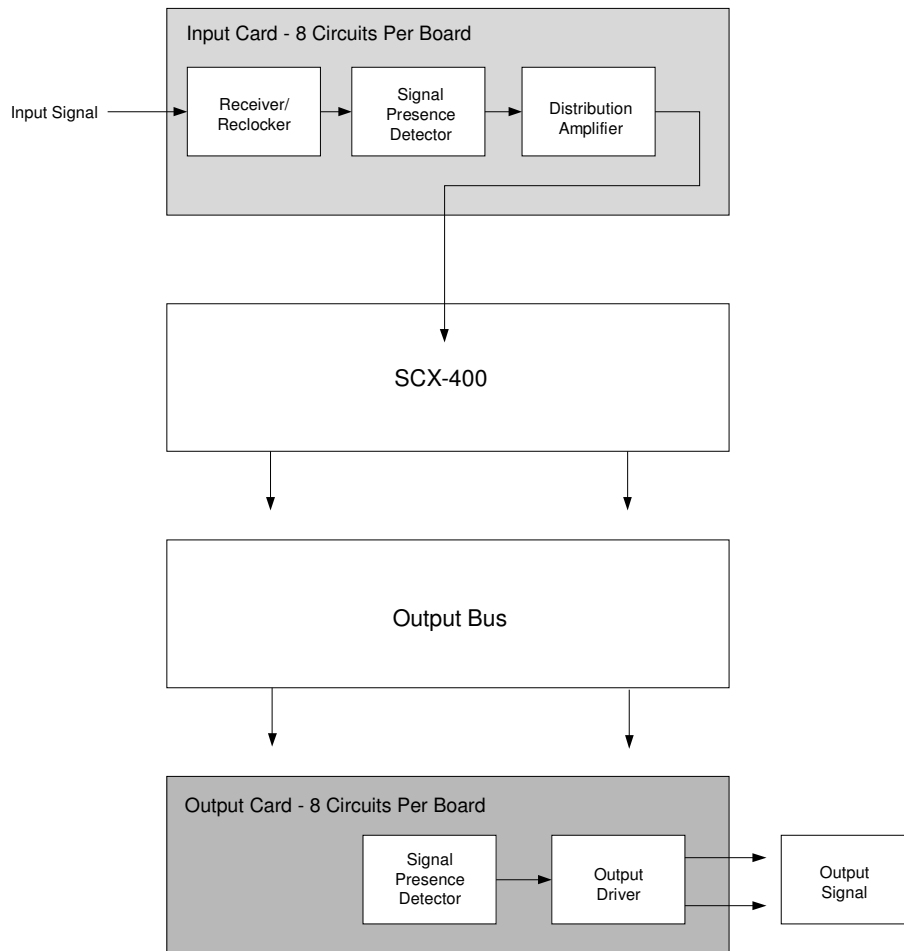 Input Card - 8 Circuits Per Board
Input Signal
Receiver/
Reclocker
Signal
Presence
Detector
Distribution
Amplifier
SCX-400
Output Bus
Output Card - 8 Circuits Per Board
Signal
Presence
Detector
Output
Driver
Output
Signal